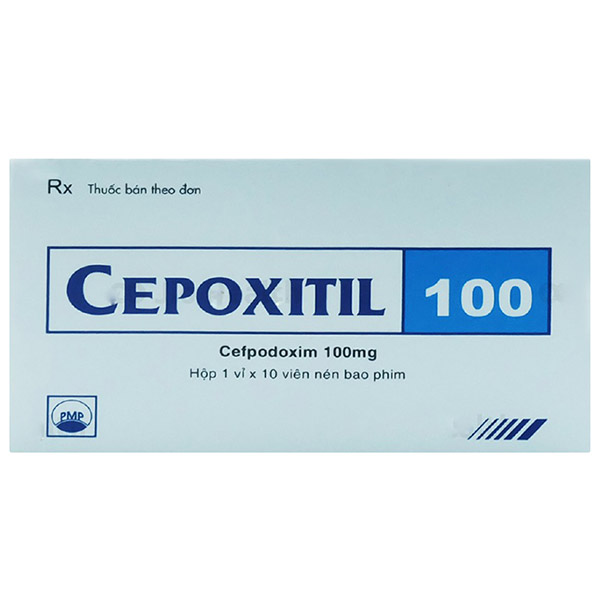 Rx Thuốc bán theo đơn
CEPOXITIL 100
Cefpodoxim 100mg
Hộp 1 vỉ x 10 viên nén bao phim
PMP